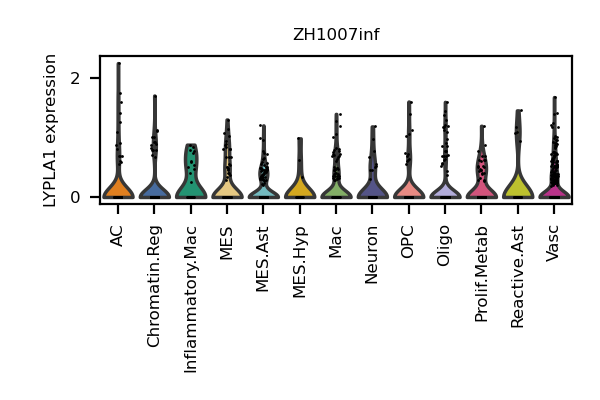 ZH1007inf
LYPLA1 expression
2
0
AC
Chromatin.Reg
Inflammatory.Mac
MES
MES.Ast
MES.Hyp
Mac
Neuron
OPC
Oligo
Prolif.Metab
Reactive.Ast
Vasc